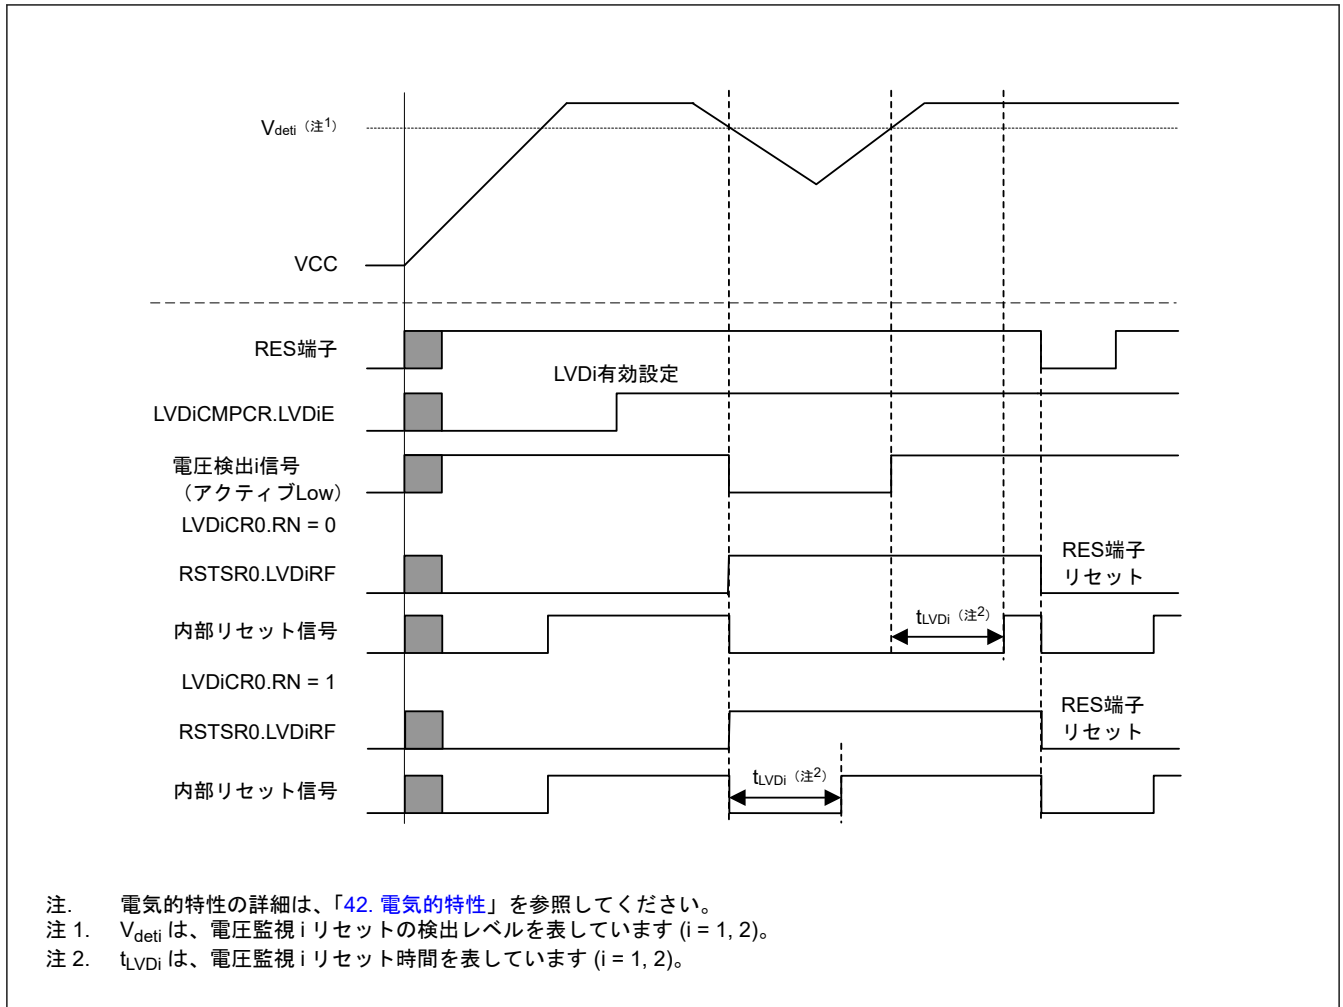 Vdeti（注1）
VCC
RES端子
LVDi有効設定
LVDiCMPCR.LVDiE
電圧検出i信号
（アクティブLow）
LVDiCR0.RN = 0
RSTSR0.LVDiRF
RES端子
リセット
内部リセット信号
tLVDi（注2）
LVDiCR0.RN = 1
RSTSR0.LVDiRF
RES端子
リセット
内部リセット信号
tLVDi（注2）
注. 電気的特性の詳細は、「42. 電気的特性」を参照してください。
注 1. Vdeti は、電圧監視 i リセットの検出レベルを表しています (i = 1, 2)。
注 2. tLVDi は、電圧監視 i リセット時間を表しています (i = 1, 2)。